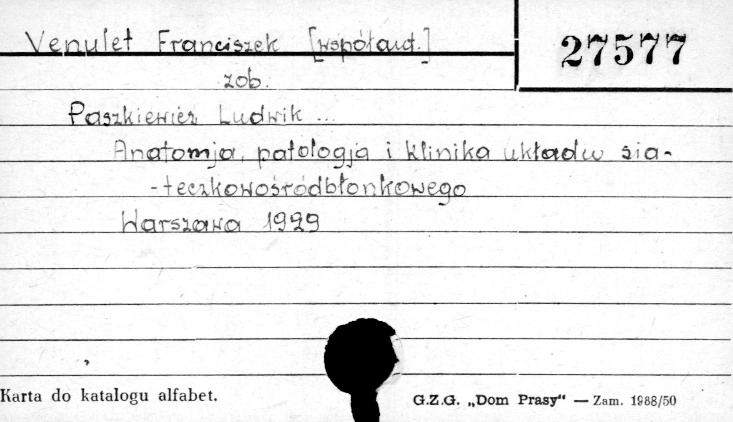 Venulet Franciszek [współaut.]
27577
zob.
Paszkiewicz Ludwik ...
Anatomja, patologja i klinika układu sia-
-teczkowośródbłonkowego
Warszawa 1929
Karta do katalogu alfabet.
G.Z.G. „Dom Prasy" — Zam. 1988/50